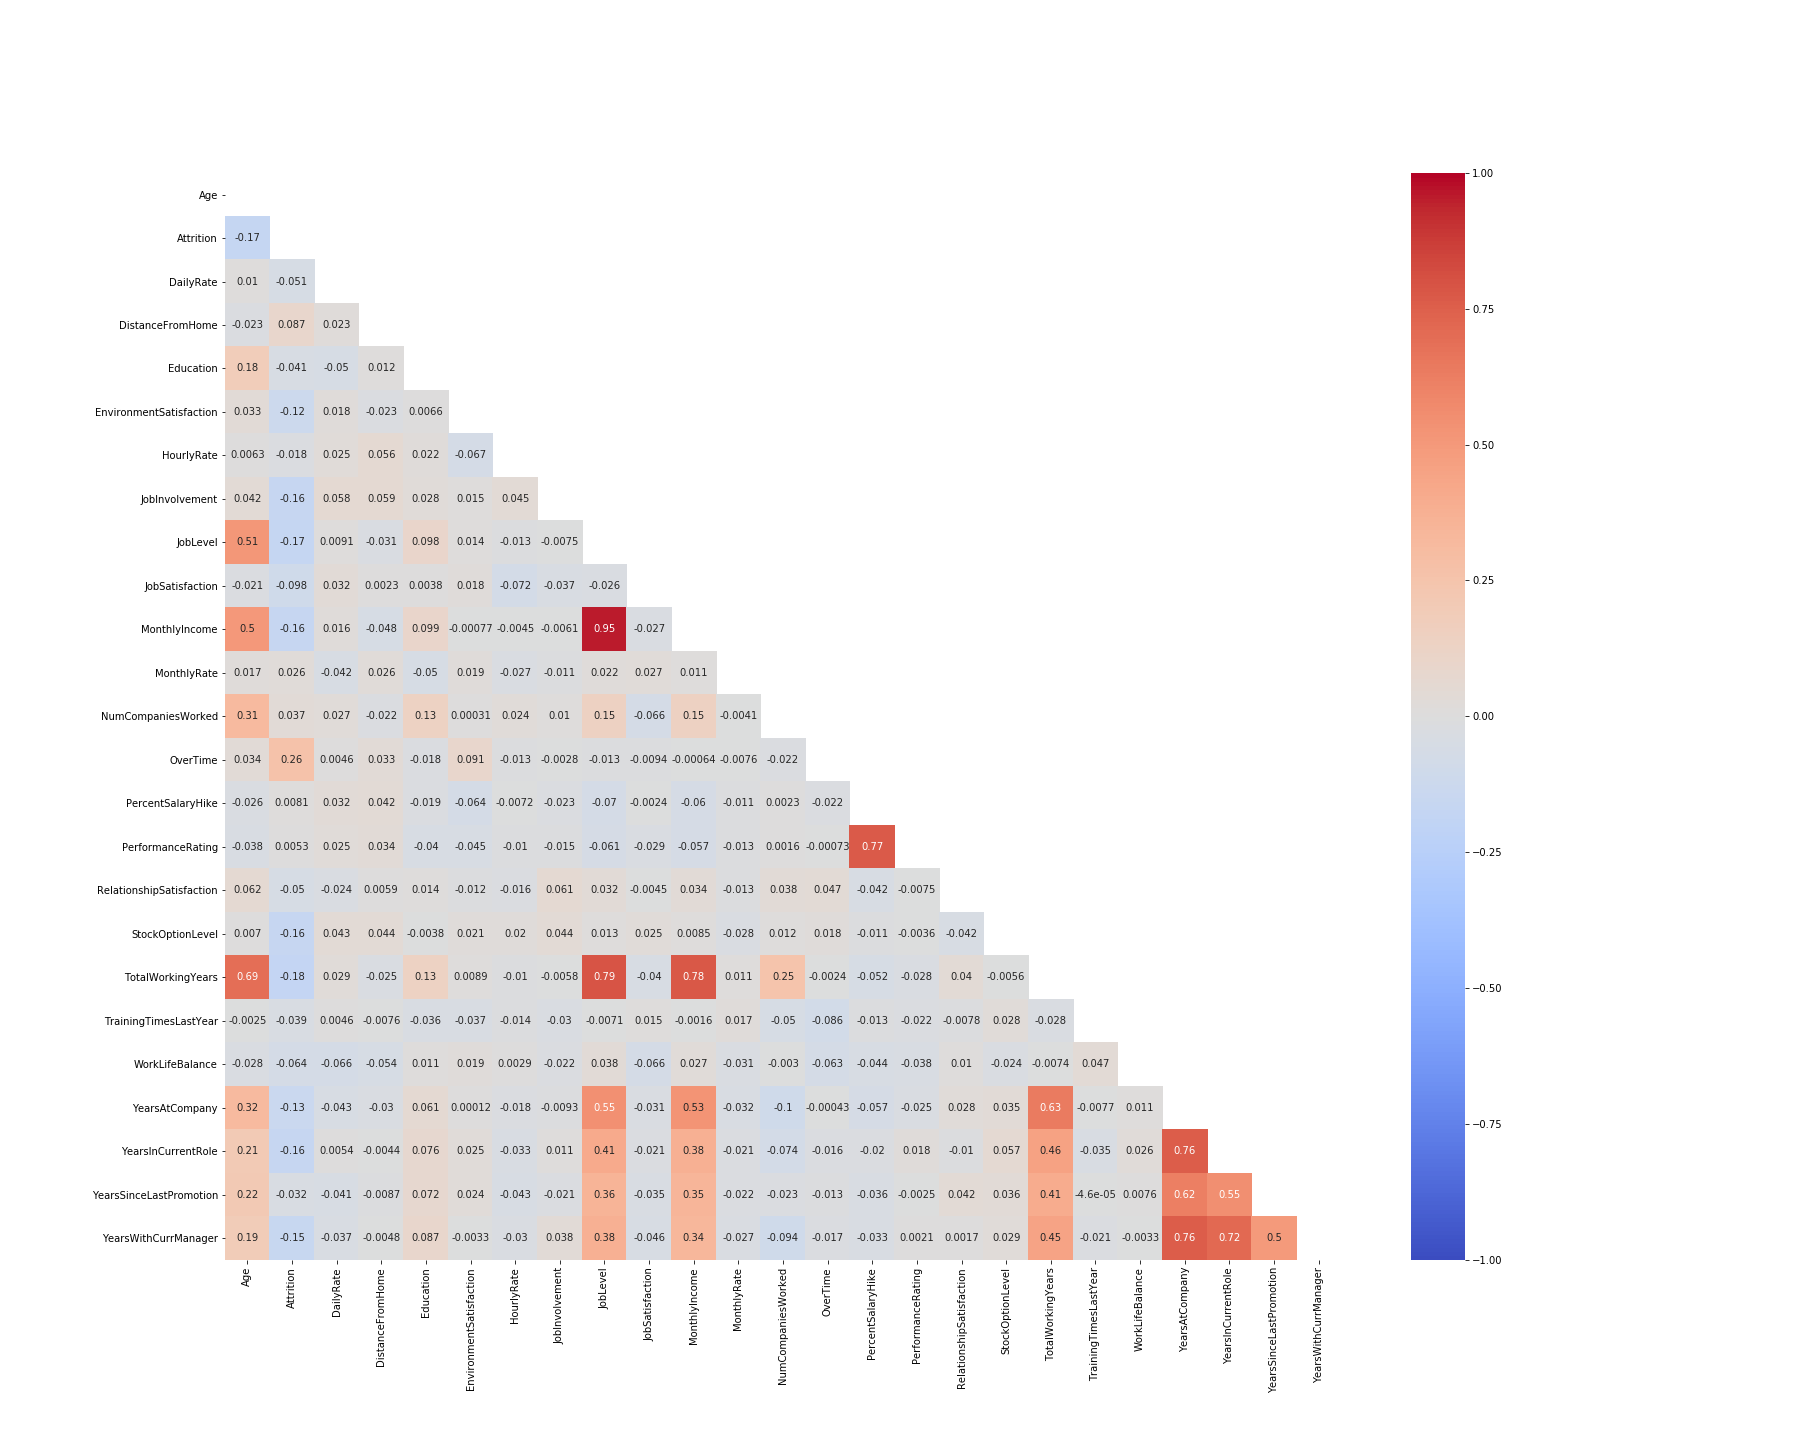 1.00
Age
Attrition -0.17
DailyRate 0.01 -0.051
0.75
DistanceFromHome -0.023 0.087 0.023
Education 0.18 -0.041 -0.05 0.012
EnvironmentSatisfaction 0.033 -0.12 0.018 -0.023 0.0066
0.50
HourlyRate 0.0063 -0.018 0.025 0.056 0.022 -0.067
JobInvolvement 0.042 -0.16 0.058 0.059 0.028 0.015 0.045
JobLevel 0.51 -0.17 0.0091 -0.031 0.098 0.014 -0.013 -0.0075
0.25
JobSatisfaction -0.021 -0.098 0.032 0.0023 0.0038 0.018 -0.072 -0.037 -0.026
MonthlyIncome 0.5 -0.16 0.016 -0.048 0.099 -0.00077 -0.0045 -0.0061 0.95 -0.027
MonthlyRate 0.017 0.026 -0.042 0.026 -0.05 0.019 -0.027 -0.011 0.022 0.027 0.011
NumCompaniesWorked 0.31 0.037 0.027 -0.022 0.13 0.00031 0.024 0.01 0.15 -0.066 0.15 -0.0041
0.00
OverTime 0.034 0.26 0.0046 0.033 -0.018 0.091 -0.013 -0.0028 -0.013 -0.0094 -0.00064 -0.0076 -0.022
PercentSalaryHike -0.026 0.0081 0.032 0.042 -0.019 -0.064 -0.0072 -0.023 -0.07 -0.0024 -0.06 -0.011 0.0023 -0.022
PerformanceRating -0.038 0.0053 0.025 0.034 -0.04 -0.045 -0.01 -0.015 -0.061 -0.029 -0.057 -0.013 0.0016 -0.00073 0.77
−0.25
RelationshipSatisfaction 0.062 -0.05 -0.024 0.0059 0.014 -0.012 -0.016 0.061 0.032 -0.0045 0.034 -0.013 0.038 0.047 -0.042 -0.0075
StockOptionLevel 0.007 -0.16 0.043 0.044 -0.0038 0.021 0.02 0.044 0.013 0.025 0.0085 -0.028 0.012 0.018 -0.011 -0.0036 -0.042
TotalWorkingYears 0.69 -0.18 0.029 -0.025 0.13 0.0089 -0.01 -0.0058 0.79 -0.04 0.78 0.011 0.25 -0.0024 -0.052 -0.028 0.04 -0.0056
−0.50
TrainingTimesLastYear -0.0025 -0.039 0.0046 -0.0076 -0.036 -0.037 -0.014 -0.03 -0.0071 0.015 -0.0016 0.017 -0.05 -0.086 -0.013 -0.022 -0.0078 0.028 -0.028
WorkLifeBalance -0.028 -0.064 -0.066 -0.054 0.011 0.019 0.0029 -0.022 0.038 -0.066 0.027 -0.031 -0.003 -0.063 -0.044 -0.038 0.01 -0.024 -0.0074 0.047
YearsAtCompany 0.32 -0.13 -0.043 -0.03 0.061 0.00012 -0.018 -0.0093 0.55 -0.031 0.53 -0.032 -0.1 -0.00043 -0.057 -0.025 0.028 0.035 0.63 -0.0077 0.011
−0.75
YearsInCurrentRole 0.21 -0.16 0.0054 -0.0044 0.076 0.025 -0.033 0.011 0.41 -0.021 0.38 -0.021 -0.074 -0.016 -0.02 0.018 -0.01 0.057 0.46 -0.035 0.026 0.76
YearsSinceLastPromotion 0.22 -0.032 -0.041 -0.0087 0.072 0.024 -0.043 -0.021 0.36 -0.035 0.35 -0.022 -0.023 -0.013 -0.036 -0.0025 0.042 0.036 0.41 -4.6e-05 0.0076 0.62 0.55
YearsWithCurrManager 0.19 -0.15 -0.037 -0.0048 0.087 -0.0033 -0.03 0.038 0.38 -0.046 0.34 -0.027 -0.094 -0.017 -0.033 0.0021 0.0017 0.029 0.45 -0.021 -0.0033 0.76 0.72 0.5
−1.00
Age
Attrition
DailyRate
DistanceFromHome
Education
EnvironmentSatisfaction
HourlyRate
JobInvolvement
JobLevel
JobSatisfaction
MonthlyIncome
MonthlyRate
NumCompaniesWorked
OverTime
PercentSalaryHike
PerformanceRating
RelationshipSatisfaction
StockOptionLevel
TotalWorkingYears
TrainingTimesLastYear
WorkLifeBalance
YearsAtCompany
YearsInCurrentRole
YearsSinceLastPromotion
YearsWithCurrManager